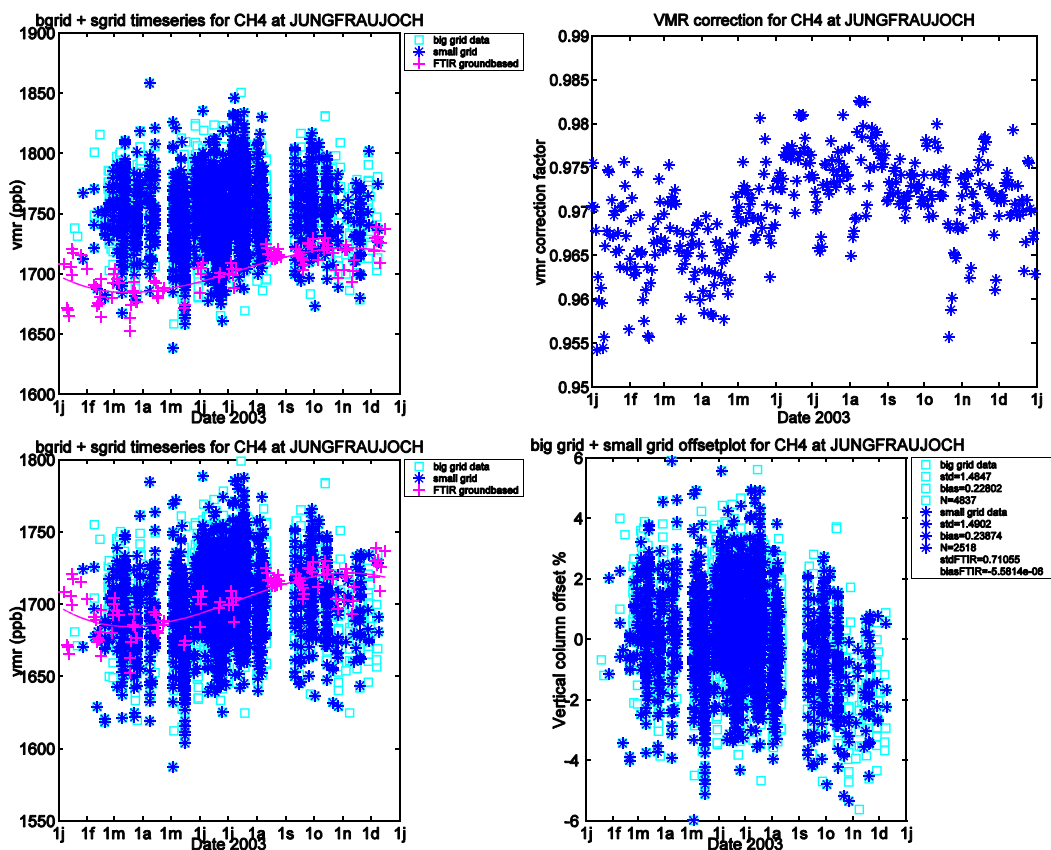 bgrid + sgrid timeseries for CH4 at JUNGFRAUJOCH
1900
1850
1800
1750
1700
1650
1600
vmr (ppb)
1j 1f 1m 1a 1m 1j 1j 1a 1s 1o 1n 1d 1j
Date 2003
big grid data
small grid
FTIR groundbased
VMR correction for CH4 at JUNGFRAUJOCH
0.99
0.985
0.98
0.975
0.97
0.965
0.96
0.955
0.95
vmr correction factor
1j 1f 1m 1a 1m 1j 1j 1a 1s 1o 1n 1d 1j
Date 2003
bgrid + sgrid timeseries for CH4 at JUNGFRAUJOCH
1800
1750
1700
1650
1600
1550
vmr (ppb)
1j 1f 1m 1a 1m 1j 1j 1a 1s 1o 1n 1d 1j
Date 2003
big grid data
small grid
FTIR groundbased
big grid + small grid offsetplot for CH4 at JUNGFRAUJOCH
6
4
2
0
-2
-4
-6
Vertical column offset %
1j 1f 1m 1a 1m 1j 1j 1a 1s 1o 1n 1d 1j
Date 2003
big grid data
std=1.4847
bias=0.22802
N=4837
small grid data
std=1.4902
bias=0.23874
N=2518
stdFTIR=0.71055
biasFTIR=-5.5814e-06